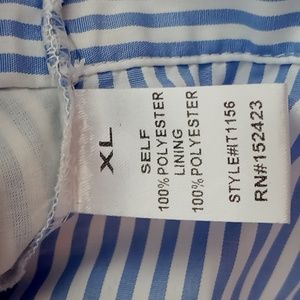 XL
SELF
100% POLYESTER
LINING
100% POLYESTER
STYLE#IT1156
RN#152423